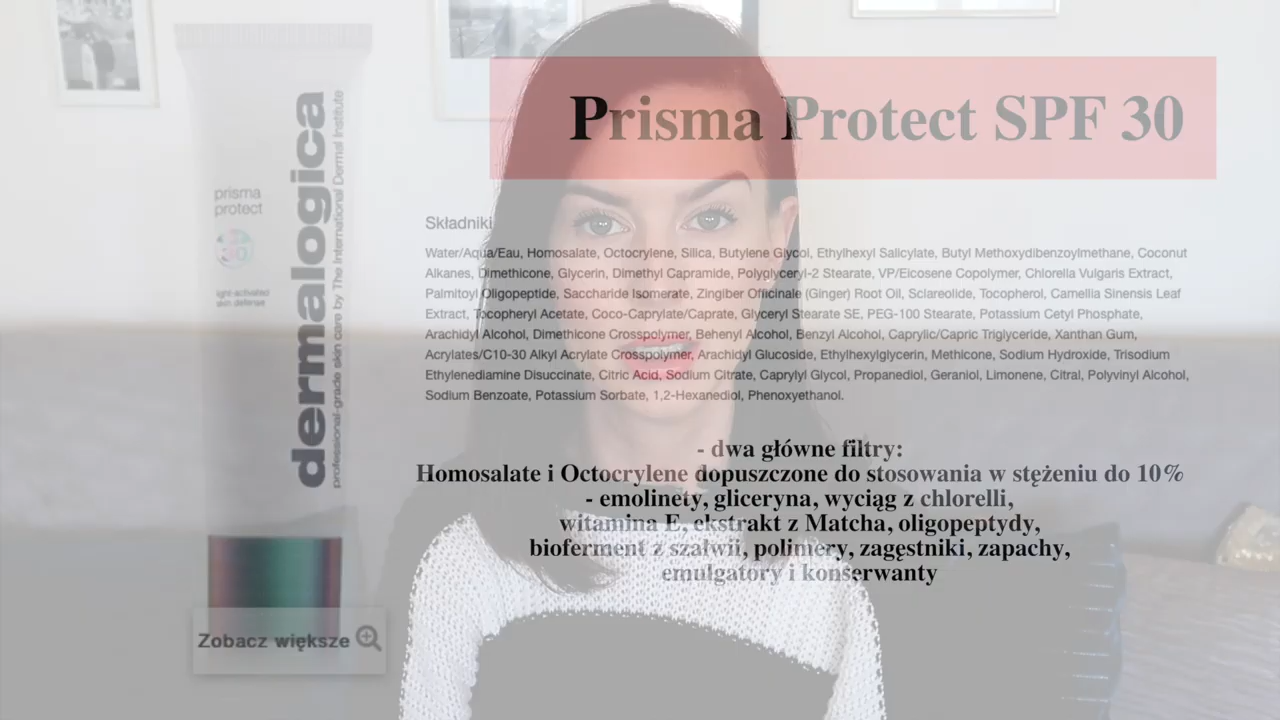 Prisma Protect SPF 30
prisma
protect
30
light-activated
skin defense
dermalogica
professional-grade skin care by The International Dermal Institute
Zobacz większe
Składniki
Water/Aqua/Eau, Homosalate, Octocrylene, Silica, Butylene Glycol, Ethylhexyl Salicylate, Butyl Methoxydibenzoylmethane, Coconut
Alkanes, Dimethicone, Glycerin, Dimethyl Capramide, Polyglyceryl-2 Stearate, VP/Eicosene Copolymer, Chlorella Vulgaris Extract,
Palmitoyl Oligopeptide, Saccharide Isomerate, Zingiber Officinale (Ginger) Root Oil, Sclareolide, Tocopherol, Camellia Sinensis Leaf
Extract, Tocopheryl Acetate, Coco-Caprylate/Caprate, Glyceryl Stearate SE, PEG-100 Stearate, Potassium Cetyl Phosphate,
Arachidyl Alcohol, Dimethicone Crosspolymer, Behenyl Alcohol, Benzyl Alcohol, Caprylic/Capric Triglyceride, Xanthan Gum,
Acrylates/C10-30 Alkyl Acrylate Crosspolymer, Arachidyl Glucoside, Ethylhexylglycerin, Methicone, Sodium Hydroxide, Trisodium
Ethylenediamine Disuccinate, Citric Acid, Sodium Citrate, Caprylyl Glycol, Propanediol, Geraniol, Limonene, Citral, Polyvinyl Alcohol,
Sodium Benzoate, Potassium Sorbate, 1,2-Hexanediol, Phenoxyethanol.
- dwa główne filtry:
Homosalate i Octocrylene dopuszczone do stosowania w stężeniu do 10%
- emolinety, gliceryna, wyciąg z chlorelli,
witamina E, ekstrakt z Matcha, oligopeptydy,
bioferment z szałwii, polimery, zagęstniki, zapachy,
emulgatory i konserwanty